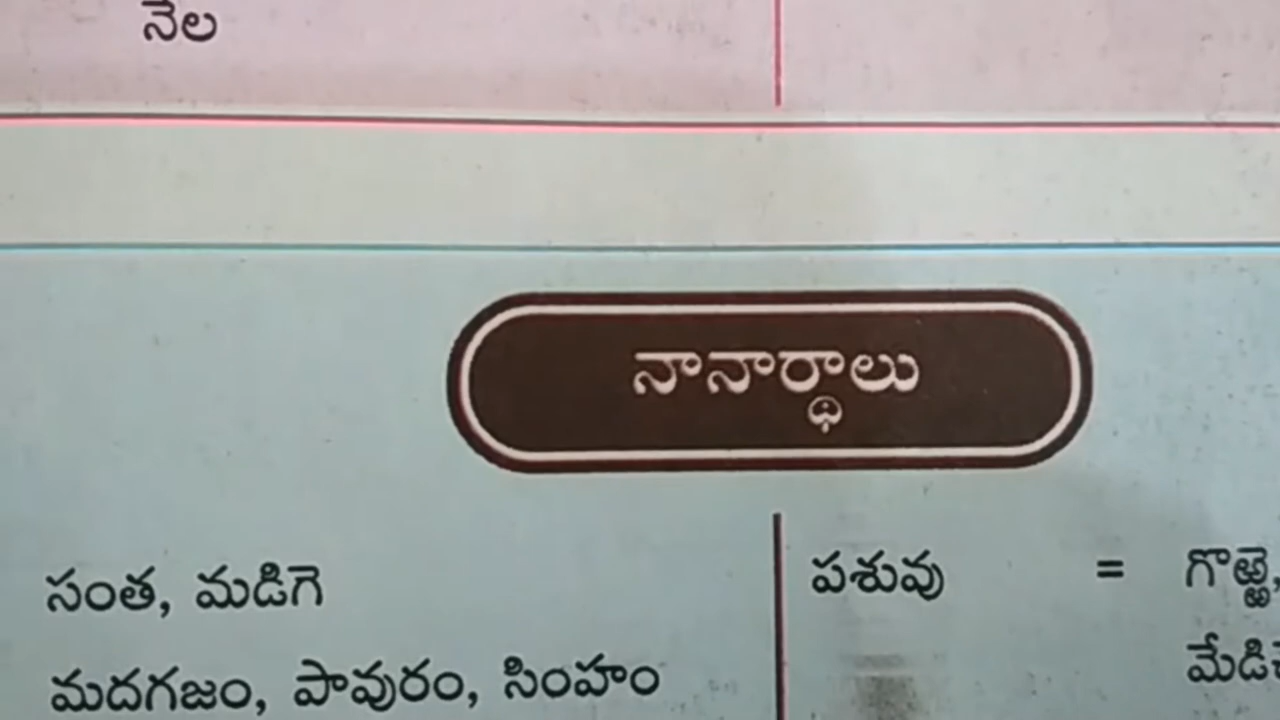 నేల
నానార్థాలు
సంత, మడిగె
మదగజం, పావురం, సింహం
పశువు = గొఱ్ఱె,